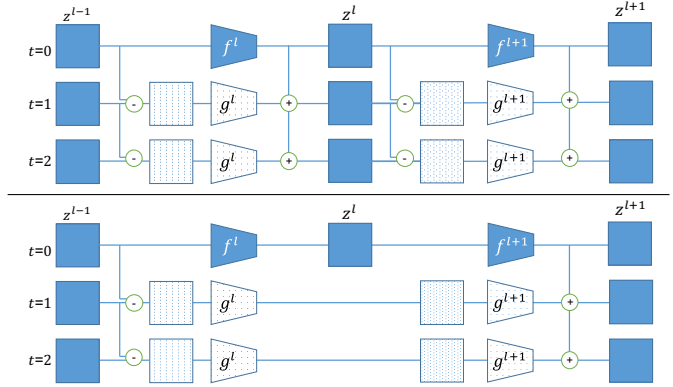 z^{l-1} z^l z^{l+1}
t=0 f^l f^{l+1}
t=1 - g^l + - g^{l+1} +
t=2 - g^l + - g^{l+1} +
z^{l-1} z^l z^{l+1}
t=0 f^l f^{l+1}
t=1 - g^l g^{l+1} +
t=2 - g^l g^{l+1} +